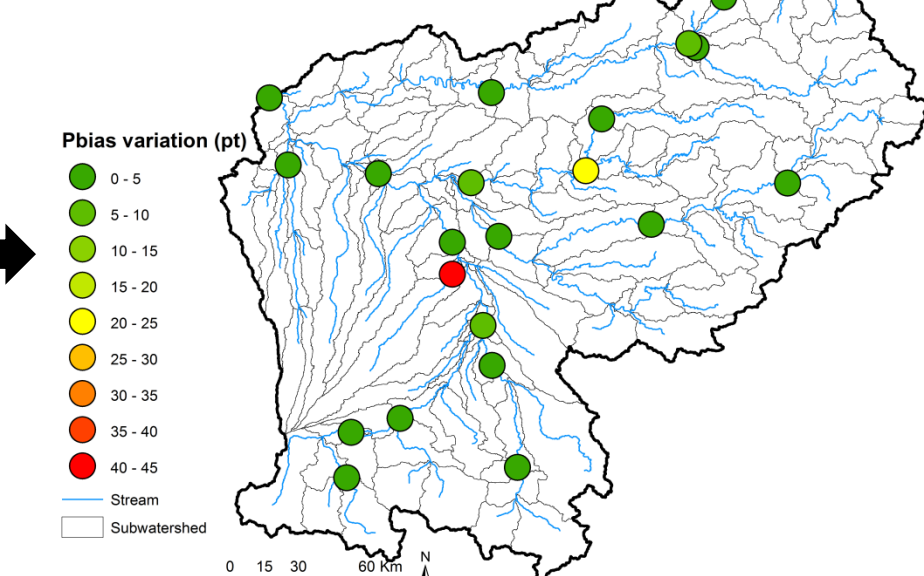 Pbias variation (pt)
0 - 5
5 - 10
10 - 15
15 - 20
20 - 25
25 - 30
30 - 35
35 - 40
40 - 45
Stream
Subwatershed
N
0 15 30 60 Km